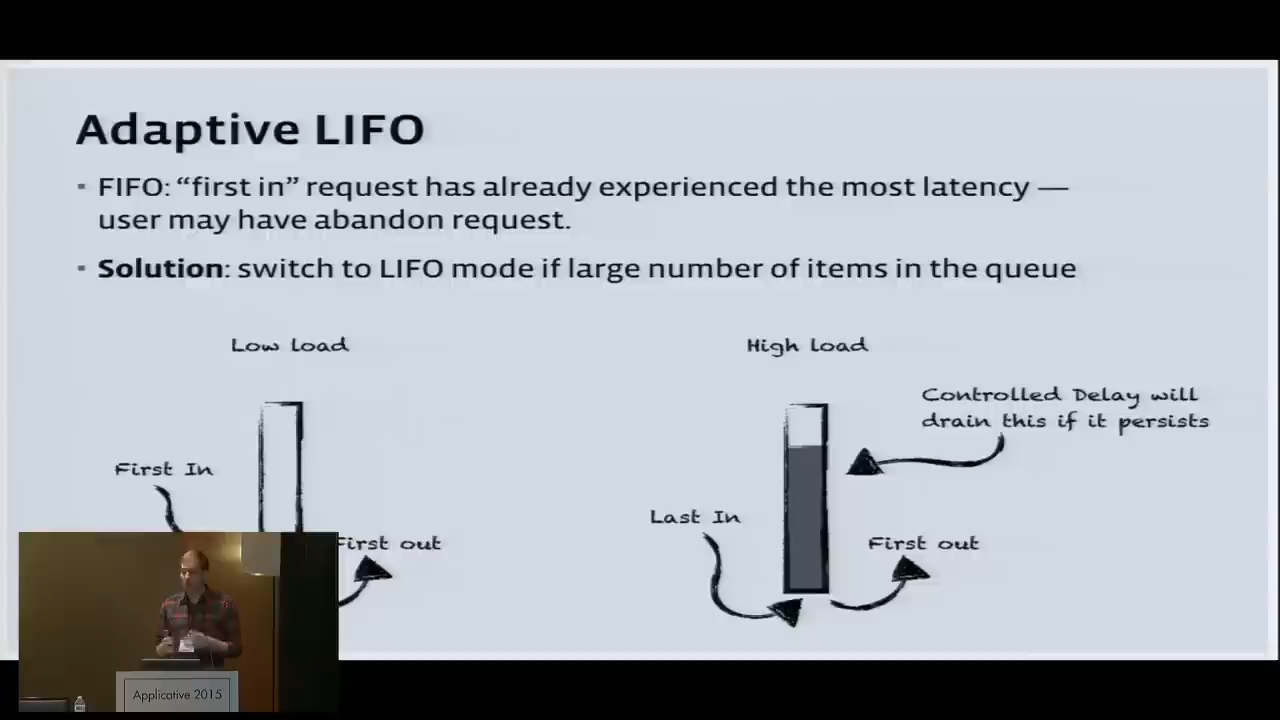 Adaptive LIFO
▪ FIFO: “first in” request has already experienced the most latency —
user may have abandon request.
▪ Solution: switch to LIFO mode if large number of items in the queue
Low load
High load
Controlled Delay will
drain this if it persists
First In
Last In
First out
First out
Applicative 2015